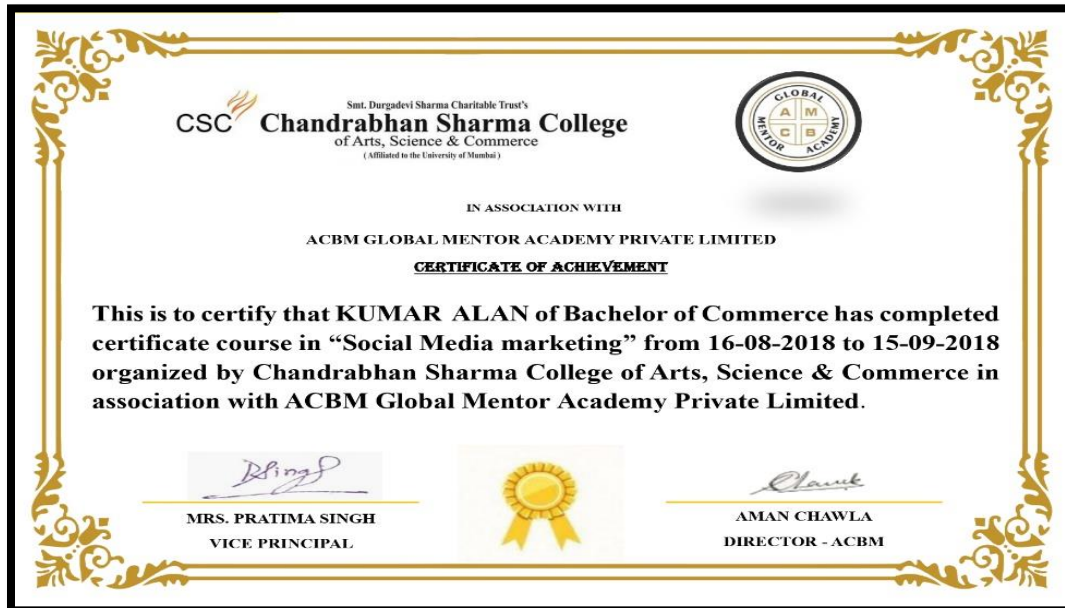 Smt. Durgadevi Sharma Charitable Trust's
CSC Chandrabhan Sharma College
of Arts, Science & Commerce
( Affiliated to the University of Mumbai )
GLOBAL
MENTOR ACADEMY
A M
C B
IN ASSOCIATION WITH
ACBM GLOBAL MENTOR ACADEMY PRIVATE LIMITED
CERTIFICATE OF ACHIEVEMENT
This is to certify that KUMAR ALAN of Bachelor of Commerce has completed
certificate course in “Social Media marketing” from 16-08-2018 to 15-09-2018
organized by Chandrabhan Sharma College of Arts, Science & Commerce in
association with ACBM Global Mentor Academy Private Limited.
MRS. PRATIMA SINGH
VICE PRINCIPAL
AMAN CHAWLA
DIRECTOR - ACBM